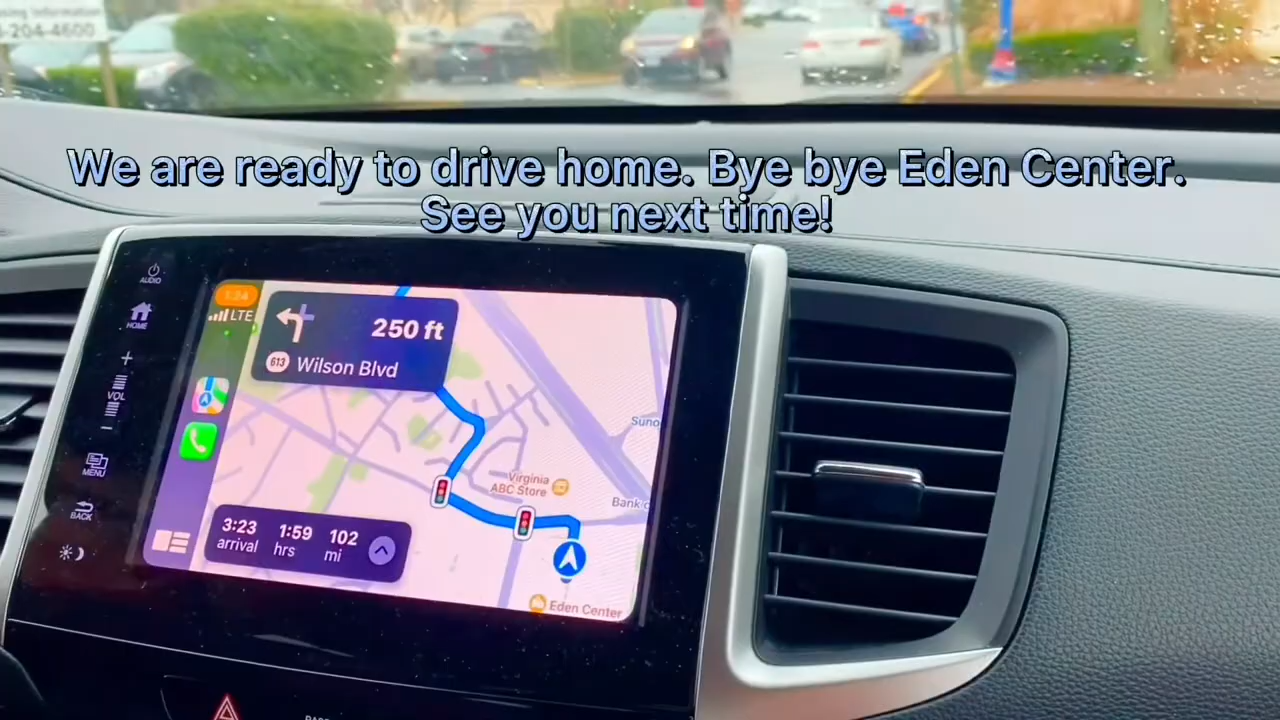 -204-4600
We are ready to drive home. Bye bye Eden Center.
See you next time!
AUDIO
HOME
VOL
MENU
BACK
1:24
LTE
250 ft
613 Wilson Blvd
Suno
Virginia
ABC Store
Bank o
3:23 1:59 102
arrival hrs mi
Eden Center
PASS